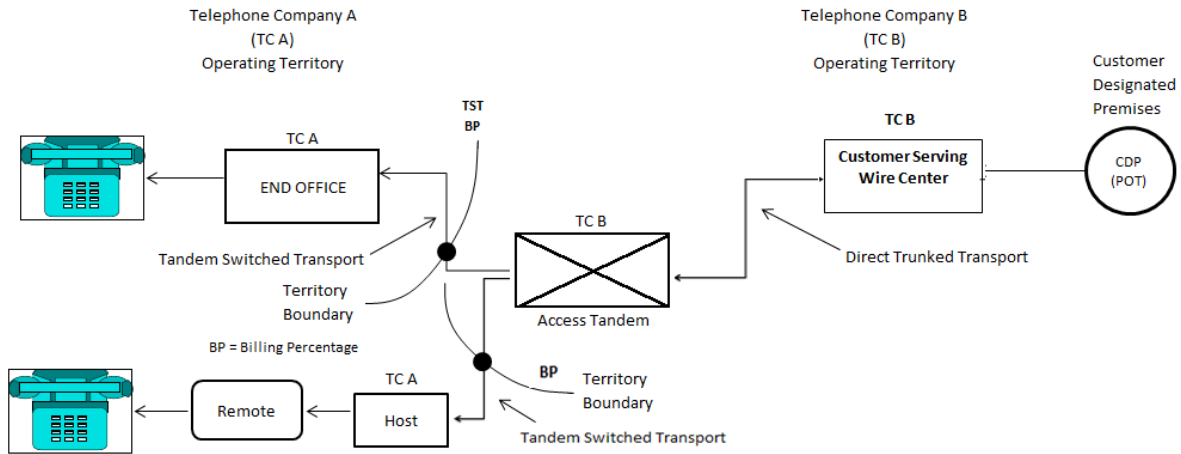 Telephone Company A
(TC A)
Operating Territory
Telephone Company B
(TC B)
Operating Territory
Customer
Designated
Premises
TST
BP
TC A
END OFFICE
TC B
Customer Serving
Wire Center
CDP
(POT)
TC B
Tandem Switched Transport
Direct Trunked Transport
Territory
Boundary
Access Tandem
BP = Billing Percentage
TC A
BP
Territory
Boundary
Remote
Host
Tandem Switched Transport